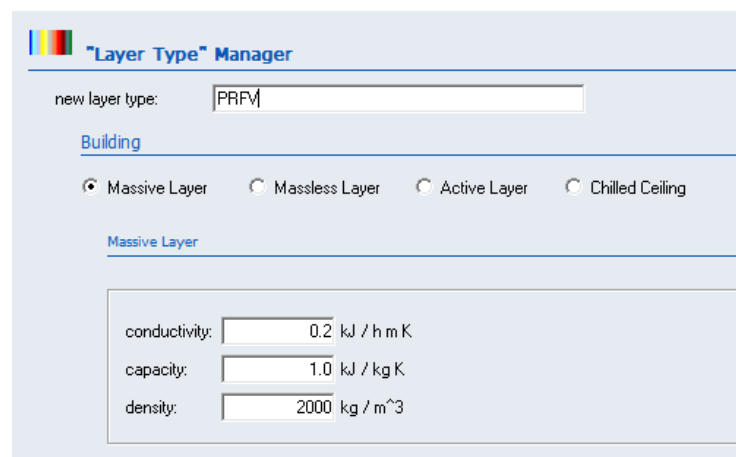 "Layer Type" Manager
new layer type: PRFV
Building
Massive Layer Massless Layer Active Layer Chilled Ceiling
Massive Layer
conductivity: 0.2 kJ / h m K
capacity: 1.0 kJ / kg K
density: 2000 kg / m^3